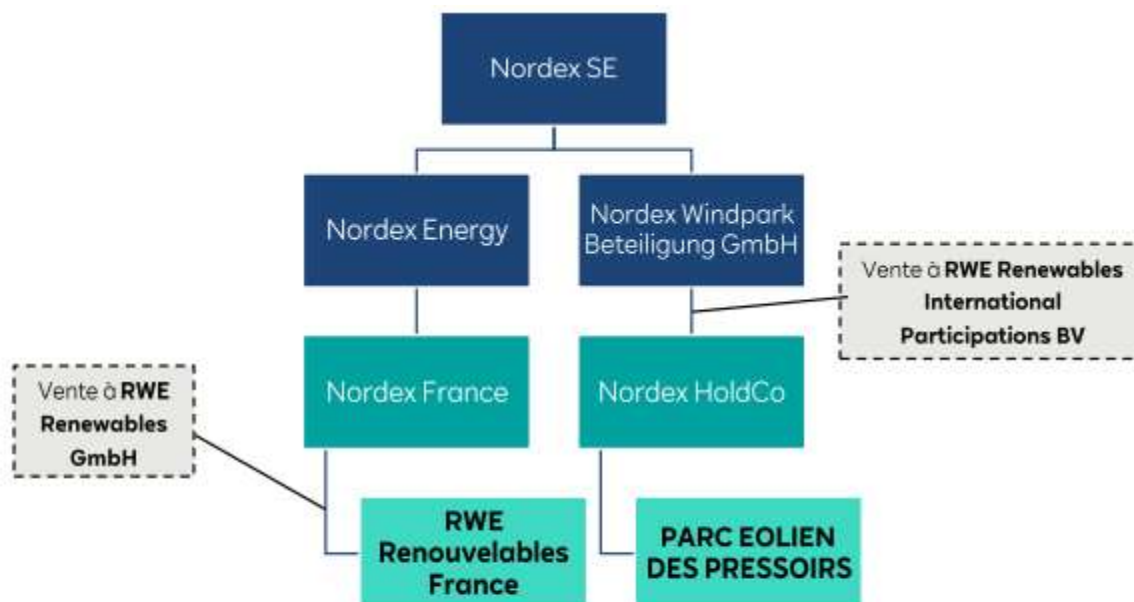 Nordex SE
Nordex Energy
Nordex Windpark
Beteiligung GmbH
Vente à RWE Renewables
International
Participations BV
Nordex France
Nordex HoldCo
Vente à RWE
Renewables
GmbH
RWE
Renouvelables
France
PARC EOLIEN
DES PRESSOIRS